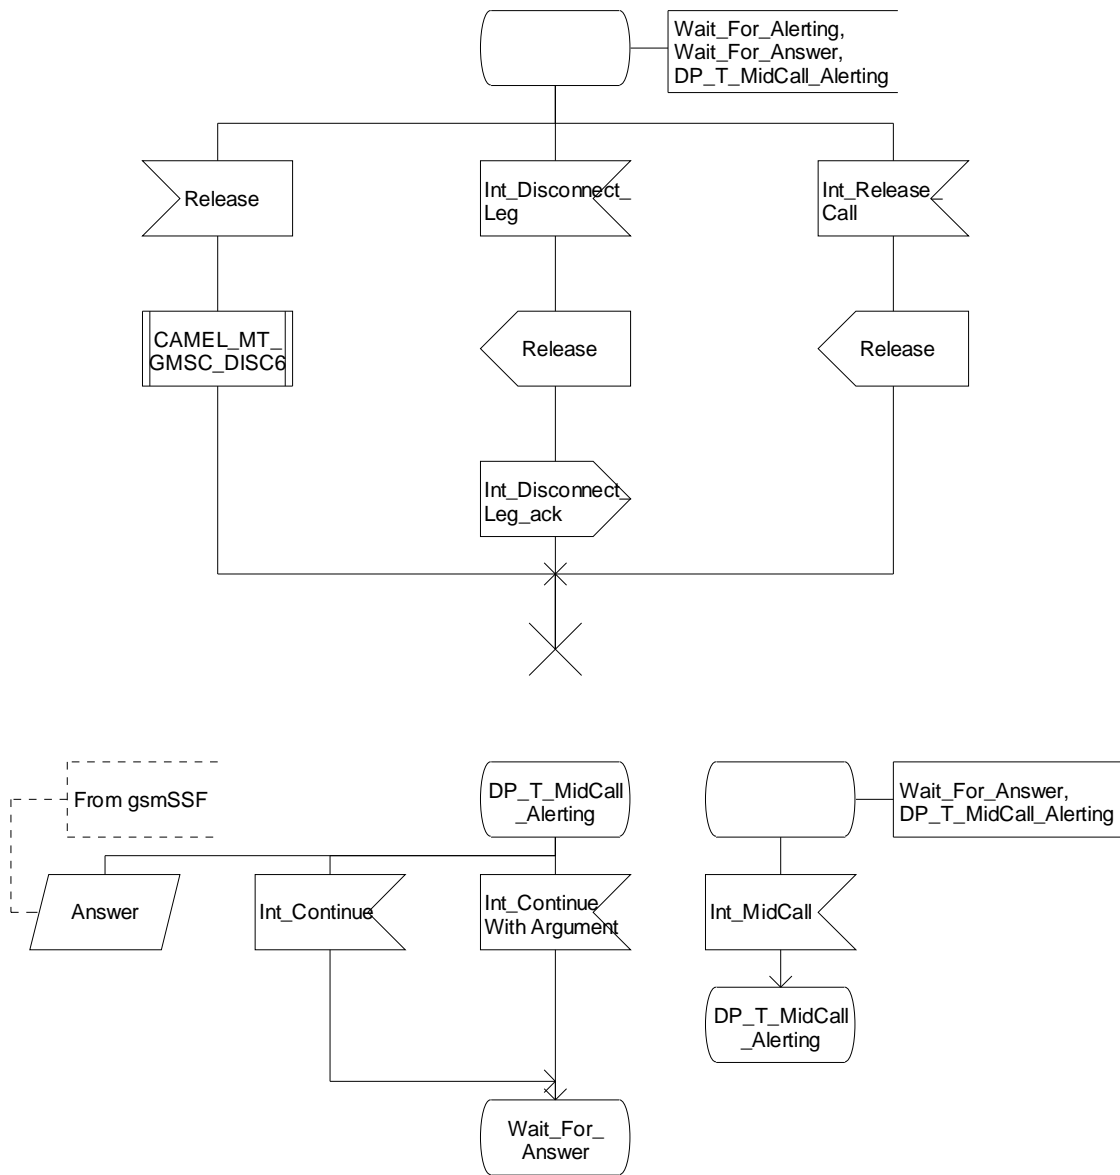 Wait_For_Alerting,
Wait_For_Answer,
DP_T_MidCall_Alerting
Release
Int_Disconnect_
Leg
Int_Release_
Call
CAMEL_MT_
GMSC_DISC6
Release
Release
Int_Disconnect_
Leg_ack
From gsmSSF
DP_T_MidCall
_Alerting
Wait_For_Answer,
DP_T_MidCall_Alerting
Answer
Int_Continue
Int_Continue_
With Argument
Int_MidCall
DP_T_MidCall
_Alerting
Wait_For_
Answer